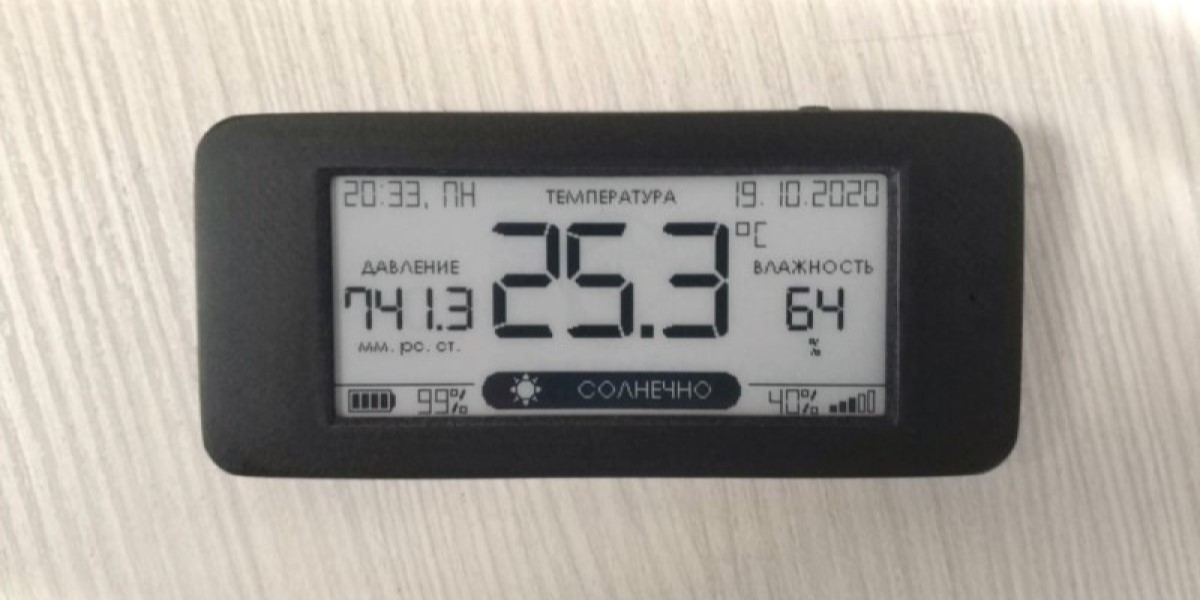 20:33, ПН ТЕМПЕРАТУРА 19.10.2020
25.3 °C
ДАВЛЕНИЕ
741.3
мм. рс. ст.
ВЛАЖНОСТЬ
64
%
99% СОЛНЕЧНО 40%